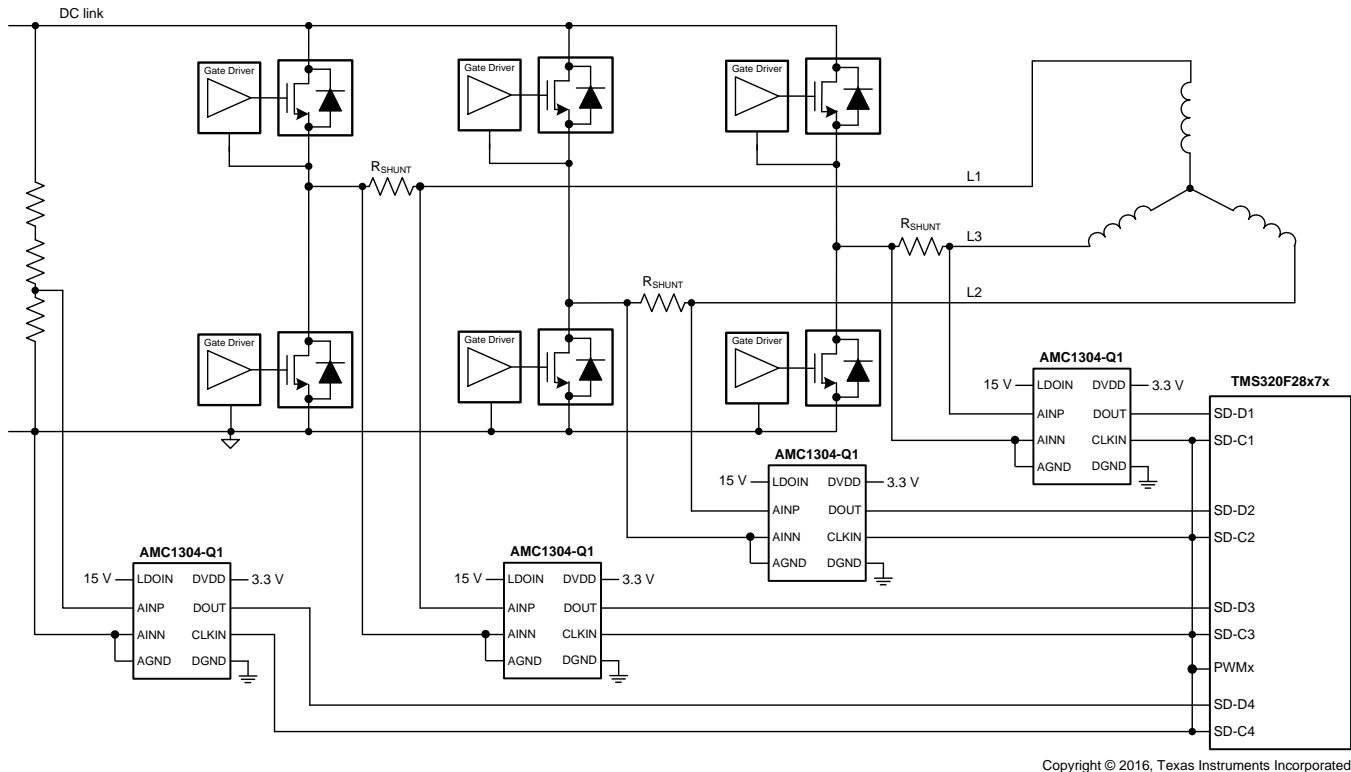 DC link
Gate Driver
Gate Driver
Gate Driver
RSHUNT
L1
RSHUNT
L3
RSHUNT
L2
Gate Driver
Gate Driver
Gate Driver
AMC1304-Q1
15 V LDOIN DVDD 3.3 V
AINP DOUT
AINN CLKIN
AGND DGND
TMS320F28x7x
SD-D1
SD-C1
SD-D2
SD-C2
SD-D3
SD-C3
PWMx
SD-D4
SD-C4
AMC1304-Q1
15 V LDOIN DVDD 3.3 V
AINP DOUT
AINN CLKIN
AGND DGND
AMC1304-Q1
15 V LDOIN DVDD 3.3 V
AINP DOUT
AINN CLKIN
AGND DGND
AMC1304-Q1
15 V LDOIN DVDD 3.3 V
AINP DOUT
AINN CLKIN
AGND DGND
Copyright © 2016, Texas Instruments Incorporated